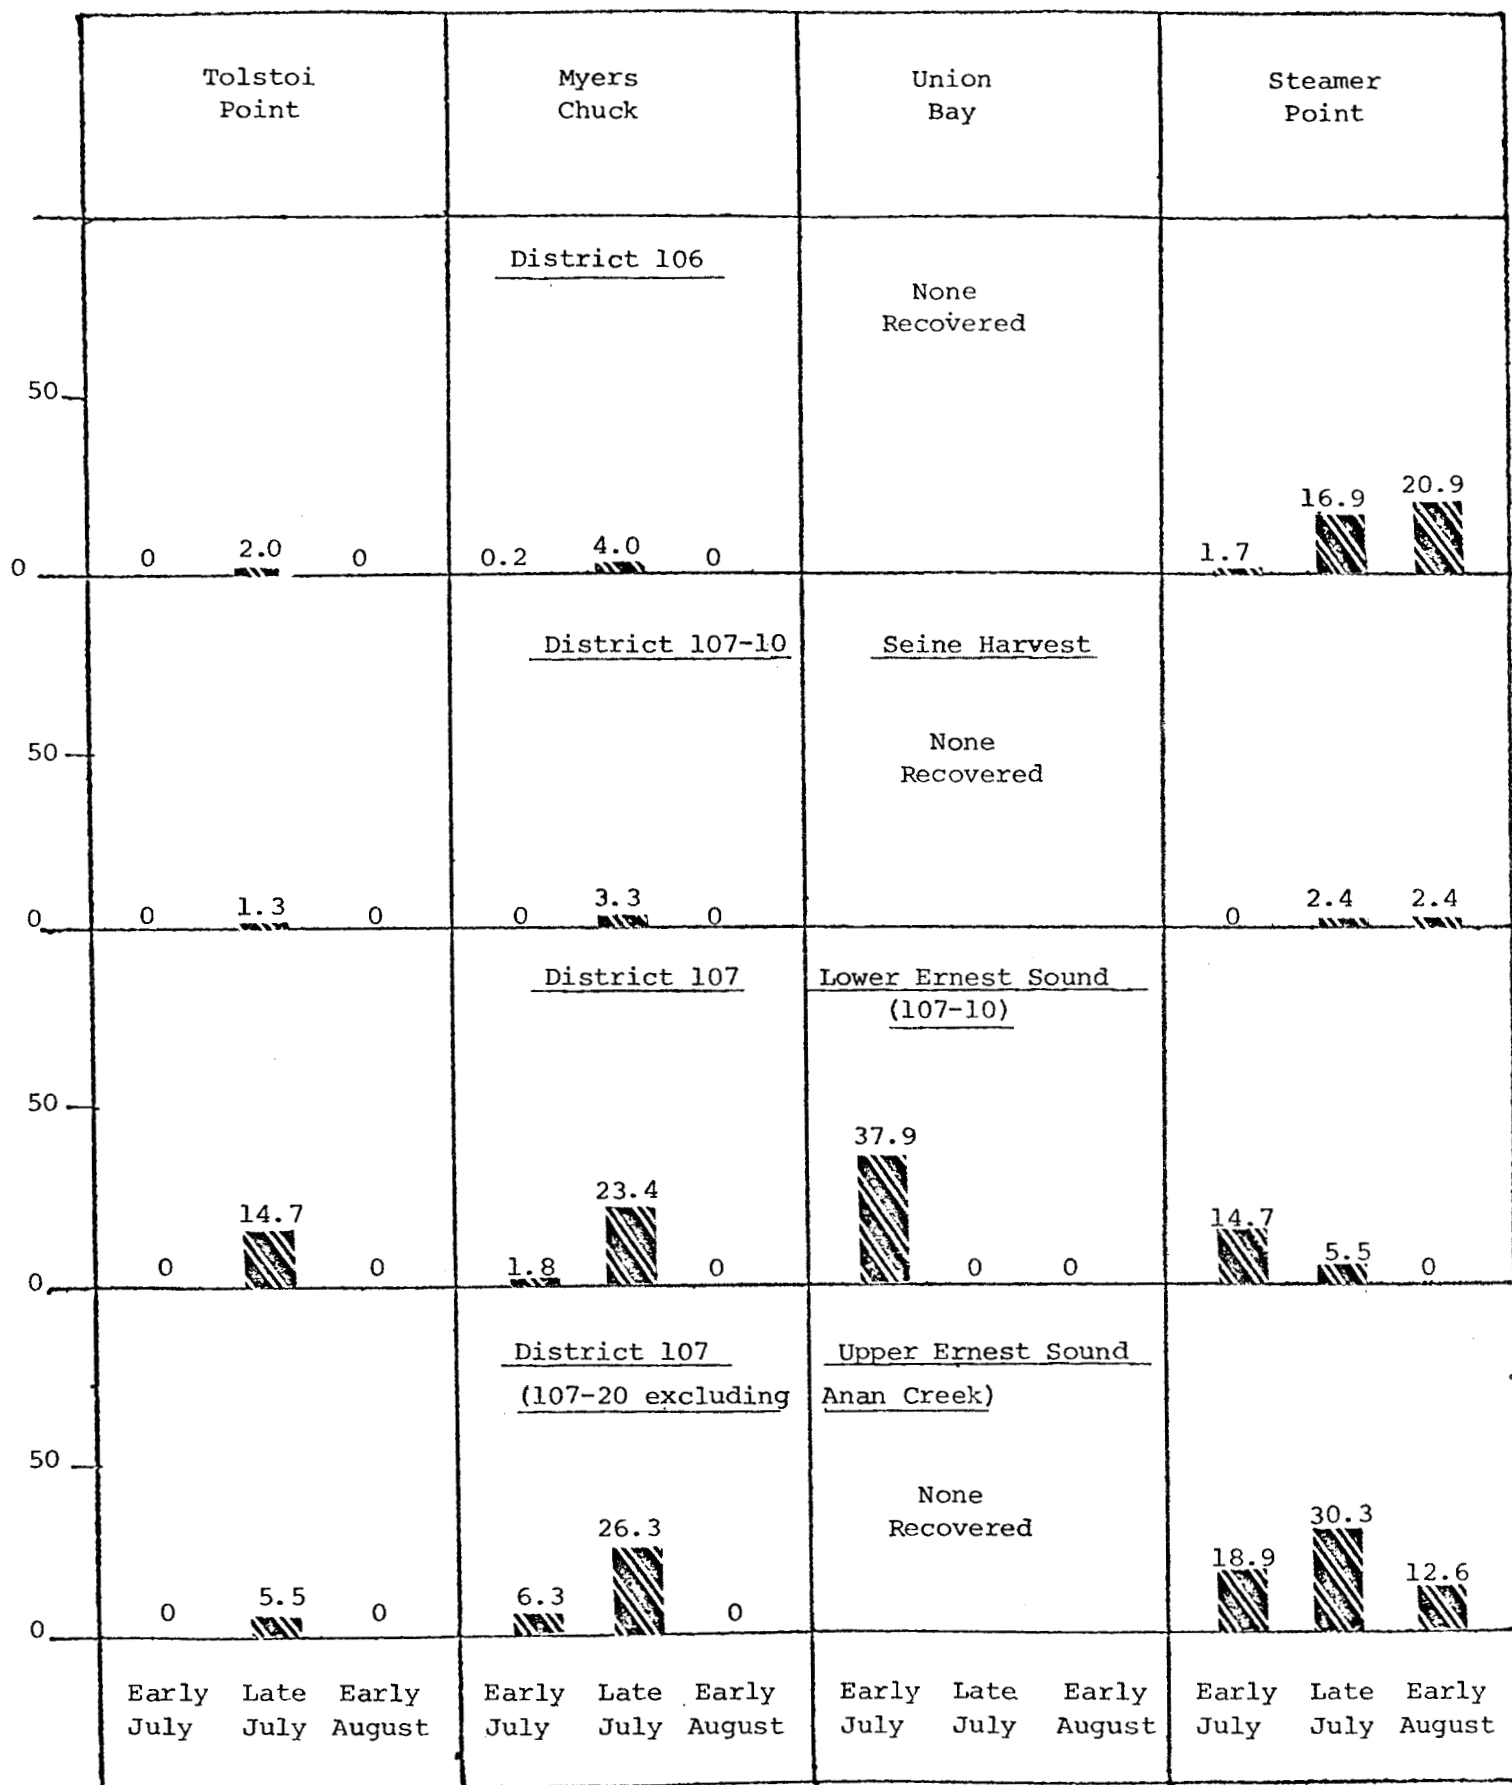 Tolstoi Point
Myers Chuck
Union Bay
Steamer Point
District 106
None
Recovered
50
0
0 2.0 0
0.2 4.0 0
1.7 16.9 20.9
District 107-10 Seine Harvest
None
Recovered
50
0
0 1.3 0
0 3.3 0
0 2.4 2.4
District 107 Lower Ernest Sound
(107-10)
50
0
0 14.7 0
1.8 23.4 0
37.9 0 0
14.7 5.5 0
District 107 Upper Ernest Sound
(107-20 excluding Anan Creek)
None
Recovered
50
0
0 5.5 0
6.3 26.3 0
18.9 30.3 12.6
Early Late Early Early Late Early Early Late Early Early Late Early
July July August July July August July July August July July August